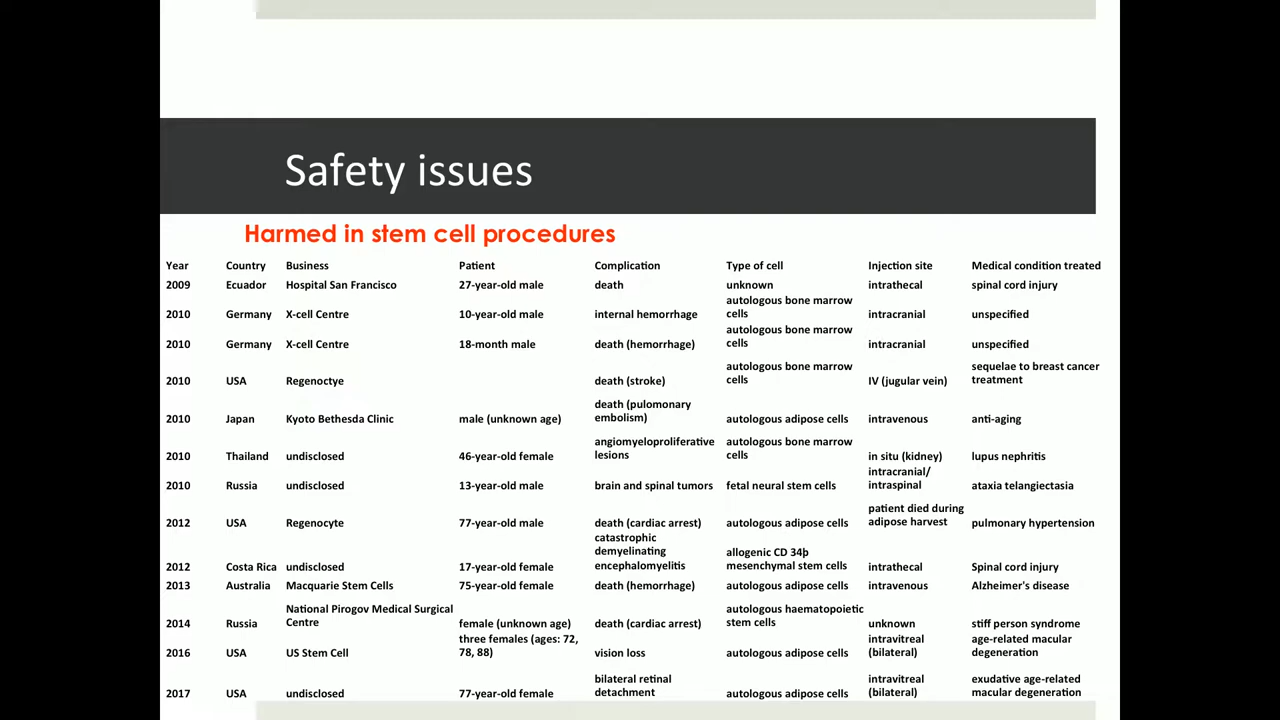 Safety issues
Harmed in stem cell procedures
Year Country Business Patient Complication Type of cell Injection site Medical condition treated
2009 Ecuador Hospital San Francisco 27-year-old male death unknown intrathecal spinal cord injury
autologous bone marrow
2010 Germany X-cell Centre 10-year-old male internal hemorrhage cells intracranial unspecified
autologous bone marrow
2010 Germany X-cell Centre 18-month male death (hemorrhage) cells intracranial unspecified
autologous bone marrow sequelae to breast cancer
2010 USA Regenoctye death (stroke) cells IV (jugular vein) treatment
death (pulomonary
2010 Japan Kyoto Bethesda Clinic male (unknown age) embolism) autologous adipose cells intravenous anti-aging
angiomyeloproliferative autologous bone marrow
2010 Thailand undisclosed 46-year-old female lesions cells in situ (kidney) lupus nephritis
intracranial/
2010 Russia undisclosed 13-year-old male brain and spinal tumors fetal neural stem cells intraspinal ataxia telangiectasia
patient died during
2012 USA Regenocyte 77-year-old male death (cardiac arrest) autologous adipose cells adipose harvest pulmonary hypertension
catastrophic
demyelinating allogenic CD 34þ
2012 Costa Rica undisclosed 17-year-old female encephalomyelitis mesenchymal stem cells intrathecal Spinal cord injury
2013 Australia Macquarie Stem Cells 75-year-old female death (hemorrhage) autologous adipose cells intravenous Alzheimer's disease
National Pirogov Medical Surgical autologous haematopoietic
2014 Russia Centre female (unknown age) death (cardiac arrest) stem cells unknown stiff person syndrome
three females (ages: 72, intravitreal age-related macular
2016 USA US Stem Cell 78, 88) vision loss autologous adipose cells (bilateral) degeneration
bilateral retinal intravitreal exudative age-related
2017 USA undisclosed 77-year-old female detachment autologous adipose cells (bilateral) macular degeneration